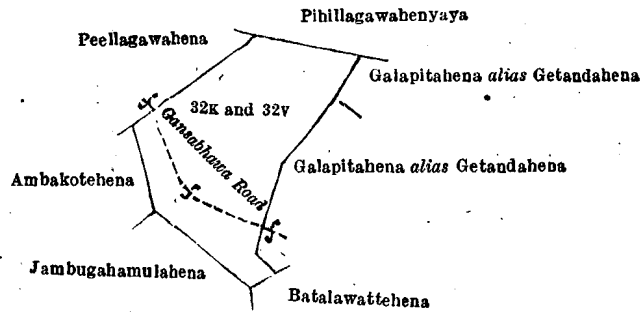 Pihillagawahenyaya
Peellagawahena
Galapitahena alias Getandahena
32K and 32V
Gansabhawa Road
Galapitahena alias Getandahena
Ambakotehena
Jambugahamulahena
Batalawattehena